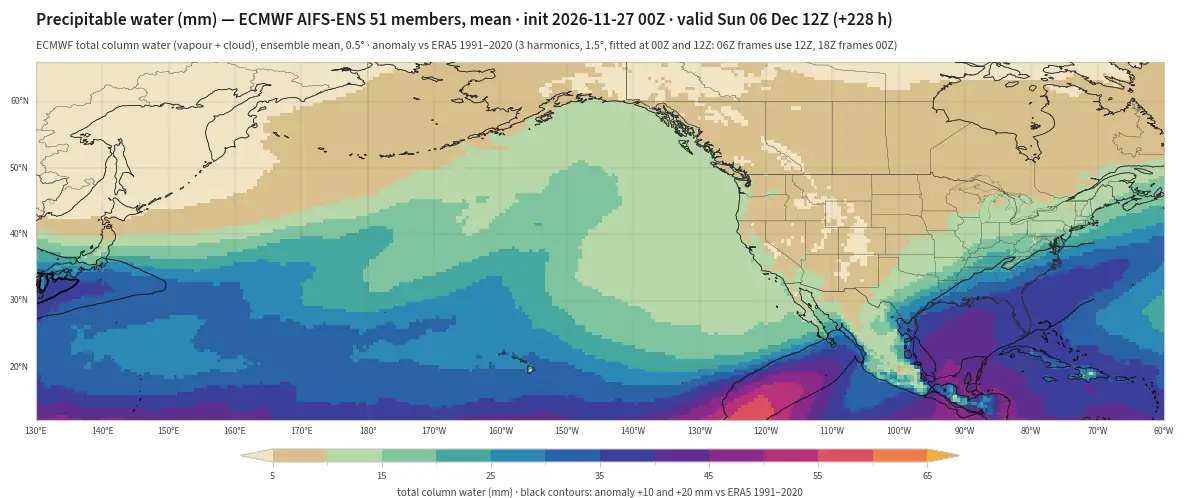 Precipitable water (mm) — ECMWF AIFS-ENS 51 members, mean · init 2026-11-27 00Z · valid Sun 06 Dec 12Z (+228 h)
ECMWF total column water (vapour + cloud), ensemble mean, 0.5° · anomaly vs ERA5 1991–2020 (3 harmonics, 1.5°, fitted at 00Z and 12Z: 06Z frames use 12Z, 18Z frames 00Z)
60°N
50°N
40°N
30°N
20°N
130°E 140°E 150°E 160°E 170°E 180° 170°W 160°W 150°W 140°W 130°W 120°W 110°W 100°W 90°W 80°W 70°W 60°W
5 15 25 35 45 55 65
total column water (mm) · black contours: anomaly +10 and +20 mm vs ERA5 1991–2020